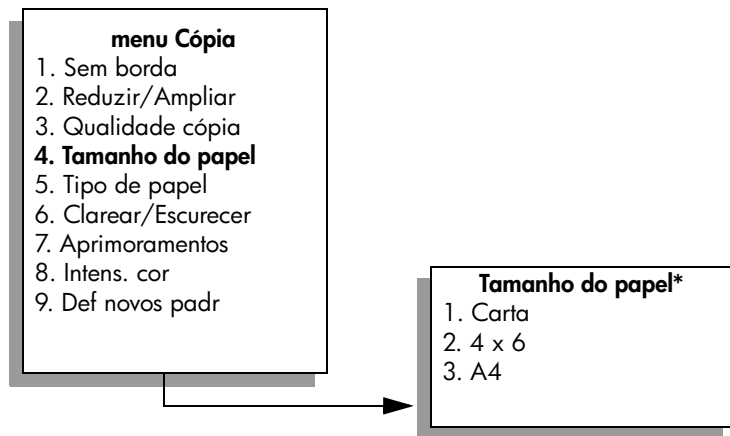 menu Cópia
1. Sem borda
2. Reduzir/Ampliar
3. Qualidade cópia
4. Tamanho do papel
5. Tipo de papel
6. Clarear/Escurecer
7. Aprimoramentos
8. Intens. cor
9. Def novos padr
Tamanho do papel*
1. Carta
2. 4 x 6
3. A4